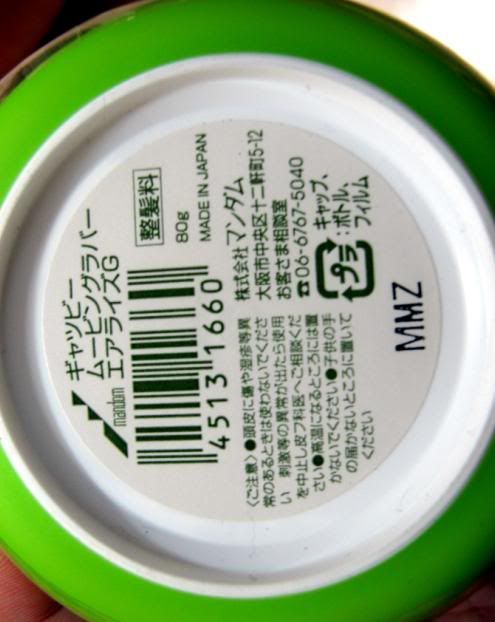 mandom
ギャツビー
ムービングラバー
エアライズG
整髪料
80g
MADE IN JAPAN
4513 1660
株式会社マンダム
大阪市中央区十二軒町5-12
お客さま相談室
☎06-6767-5040
プラ
:キャップ、
ボトル、
フィルム
〈ご注意〉●頭皮に傷や湿疹等異
常のあるときは使わないでくださ
い 刺激等の異常が出たら使用
を中止し皮フ科医へご相談くだ
さい●高温になるところには置
かないでください●子供の手
の届かないところに置いて
ください
MMZ